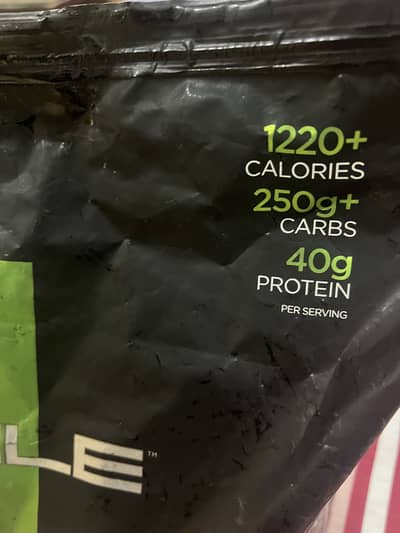 1220+
CALORIES
250g+
CARBS
40g
PROTEIN
PER SERVING
LE™